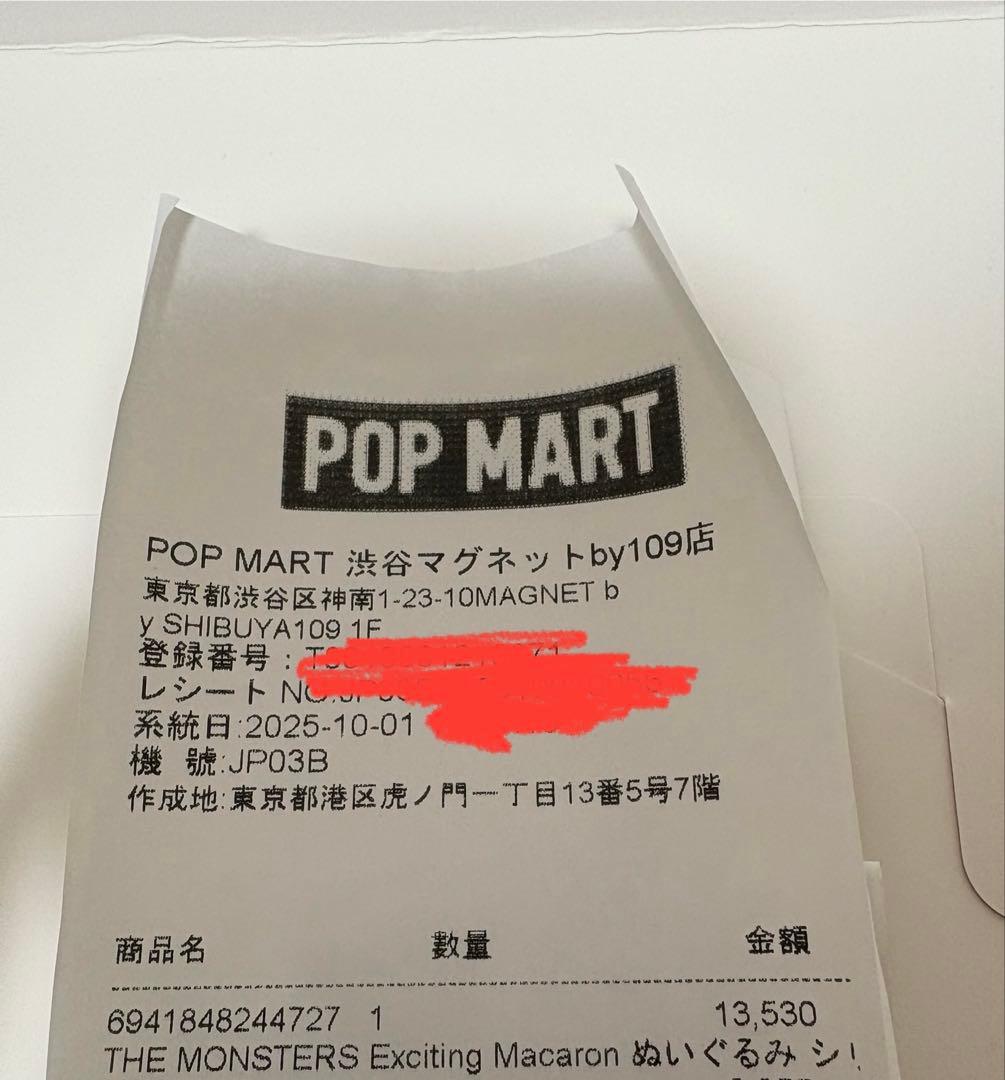 POP MART
POP MART 渋谷マグネットby109店
東京都渋谷区神南1-23-10MAGNET b
y SHIBUYA109 1F
登録番号:
レシート NO.
系統日:2025-10-01
機 號:JP03B
作成地:東京都港区虎ノ門一丁目13番5号7階
商品名 數量 金額
6941848244727 1 13,530
THE MONSTERS Exciting Macaron ぬいぐるみ シリ